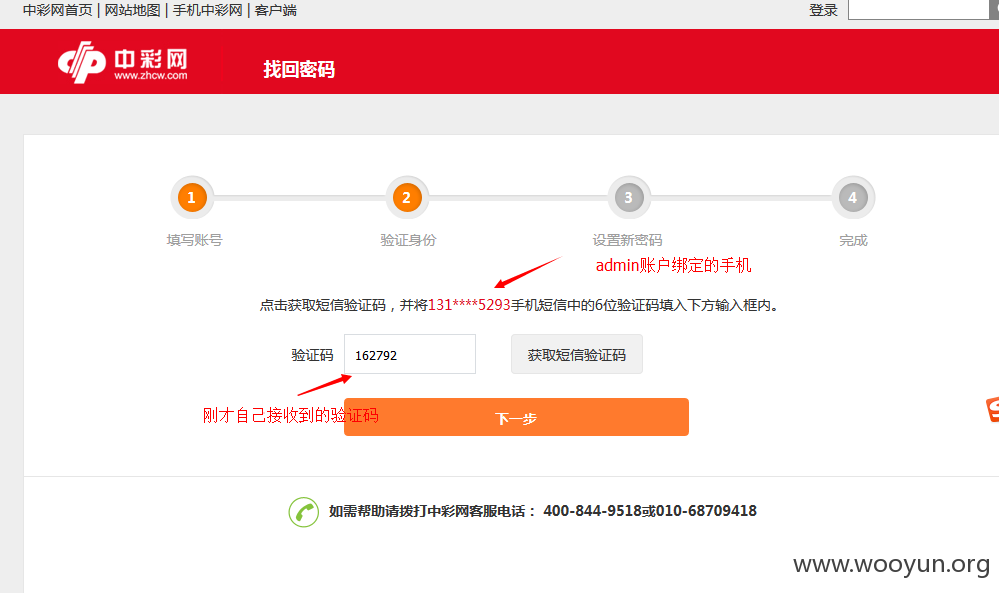 中彩网首页 | 网站地图 | 手机中彩网 | 客户端 登录
中彩网 找回密码
www.zhcw.com
1 2 3 4
填写账号 验证身份 设置新密码 完成
admin账户绑定的手机
点击获取短信验证码，并将131****5293手机短信中的6位验证码填入下方输入框内。
验证码 162792 获取短信验证码
刚才自己接收到的验证码
下一步
如需帮助请拨打中彩网客服电话： 400-844-9518或010-68709418
www.wooyun.org